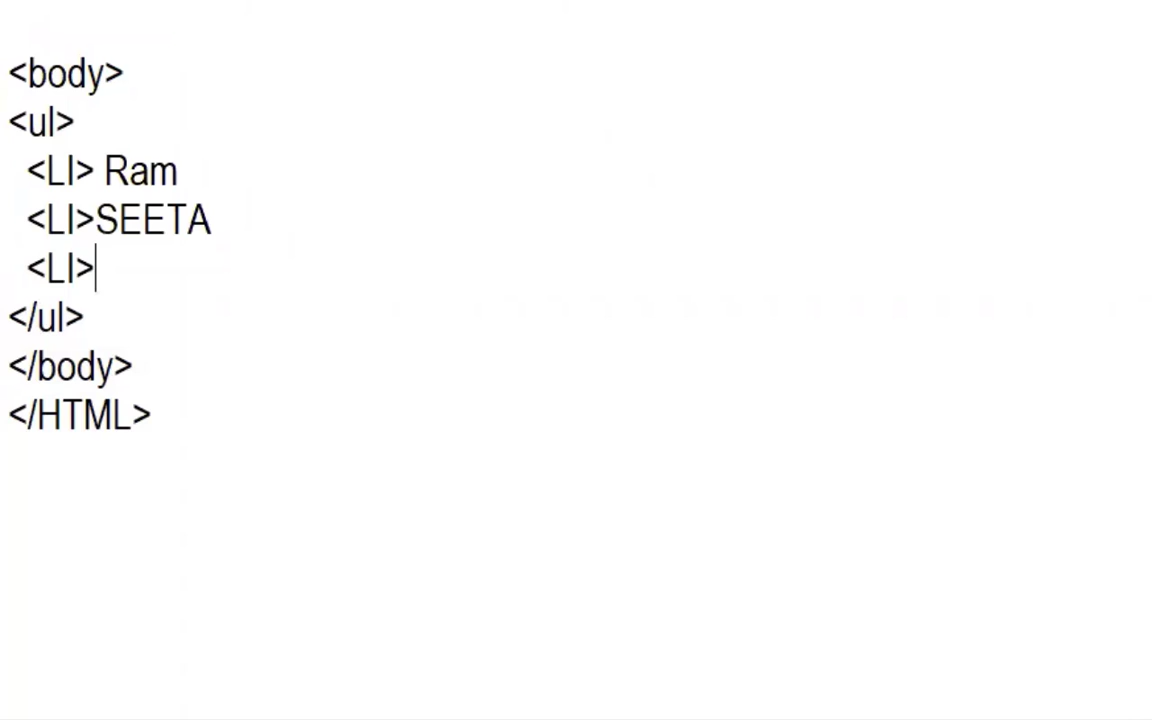 <body>
<ul>
<LI> Ram
<LI>SEETA
<LI>
</ul>
</body>
</HTML>